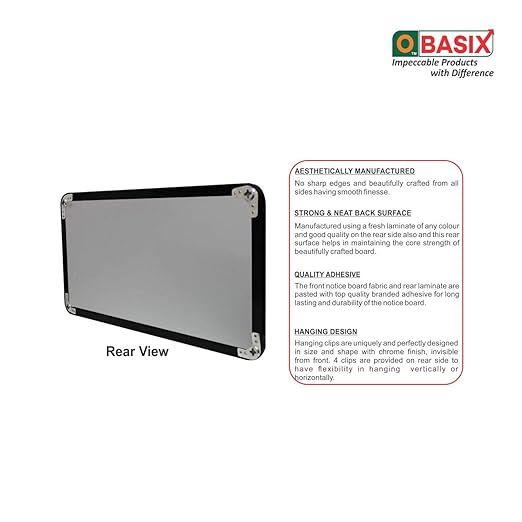 O BASIX
TM
Impeccable Products
with Difference
AESTHETICALLY MANUFACTURED
No sharp edges and beautifully crafted from all
sides having smooth finesse.
STRONG & NEAT BACK SURFACE
Manufactured using a fresh laminate of any colour
and good quality on the rear side also and this rear
surface helps in maintaining the core strength of
beautifully crafted board.
QUALITY ADHESIVE
The front notice board fabric and rear laminate are
pasted with top quality branded adhesive for long
lasting and durability of the notice board.
HANGING DESIGN
Hanging clips are uniquely and perfectly designed
in size and shape with chrome finish, invisible
from front. 4 clips are provided on rear side to
have flexibility in hanging vertically or
horizontally.
Rear View